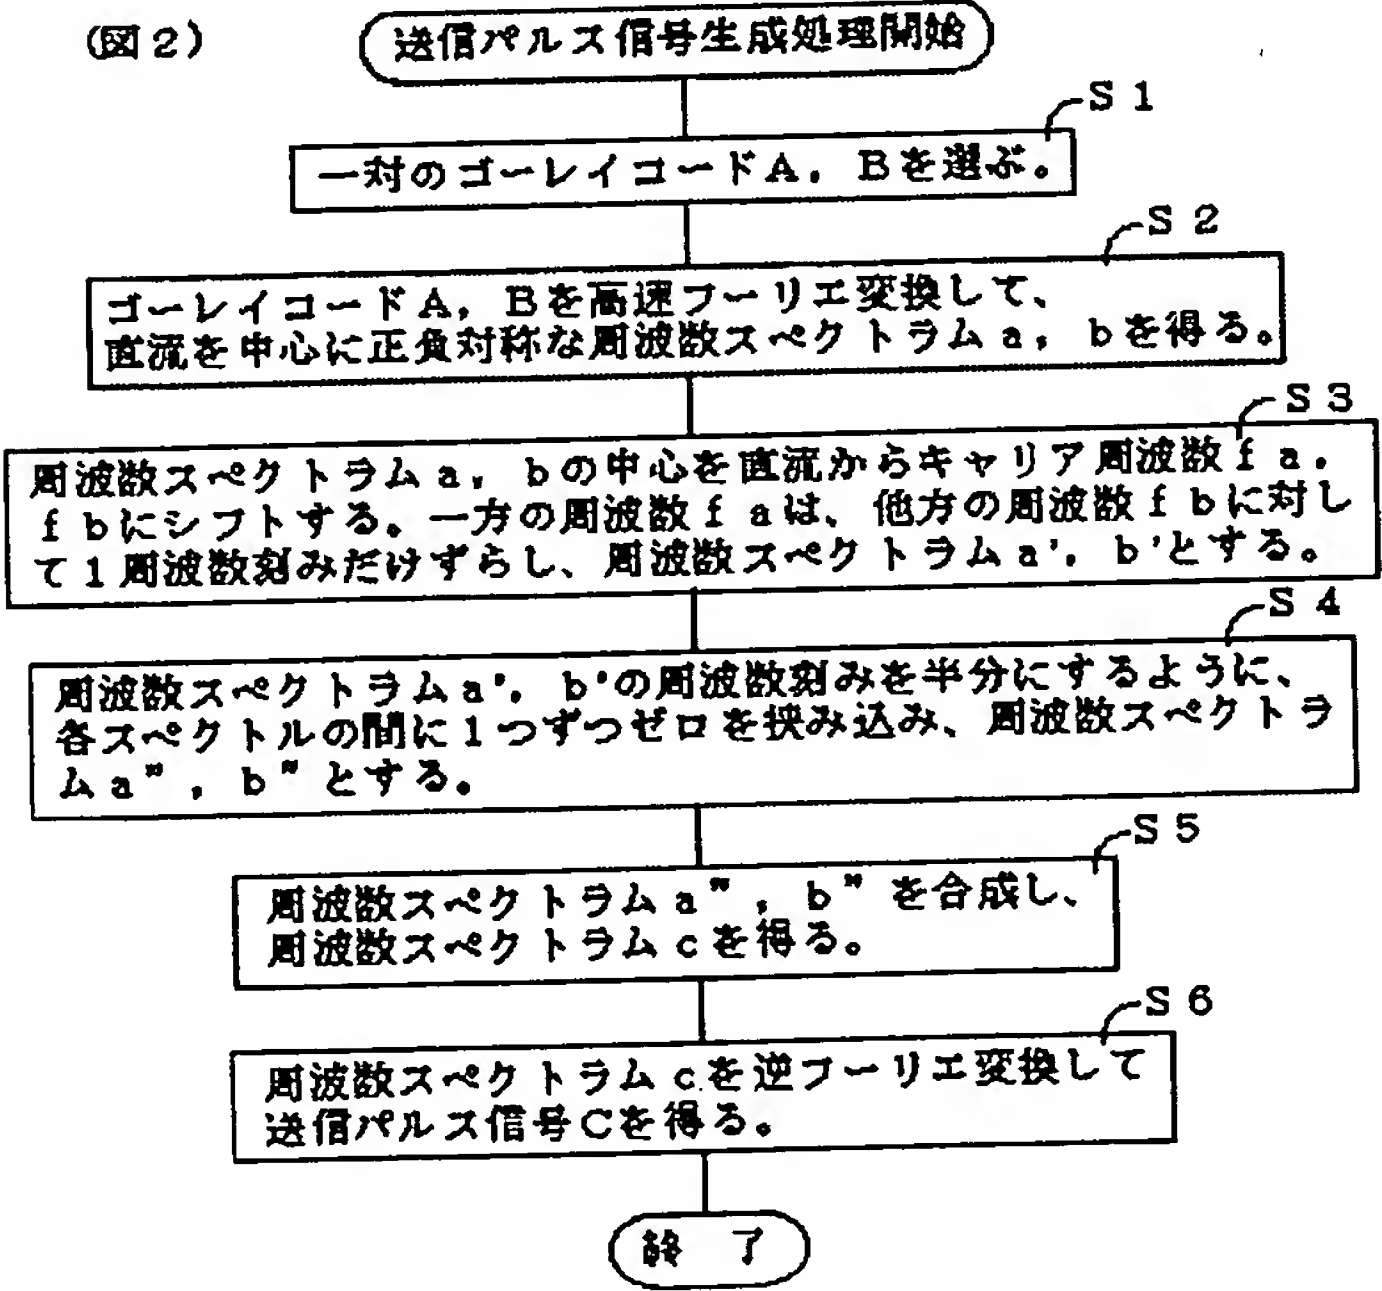 (図2)
送信パルス信号生成処理開始
S1
一対のゴーレイコードA, Bを選ぶ。
S2
ゴーレイコードA, Bを高速フーリエ変換して、
直流を中心に正負対称な周波数スペクトラムa, bを得る。
S3
周波数スペクトラムa, bの中心を直流からキャリア周波数fa,
fbにシフトする。一方の周波数faは、他方の周波数fbに対し
て1周波数刻みだけずらし、周波数スペクトラムa', b'とする。
S4
周波数スペクトラムa', b'の周波数刻みを半分にするように、
各スペクトルの間に1つずつゼロを挟み込み、周波数スペクトラ
ムa", b"とする。
S5
周波数スペクトラムa", b"を合成し、
周波数スペクトラムcを得る。
S6
周波数スペクトラムcを逆フーリエ変換して
送信パルス信号Cを得る。
終 了